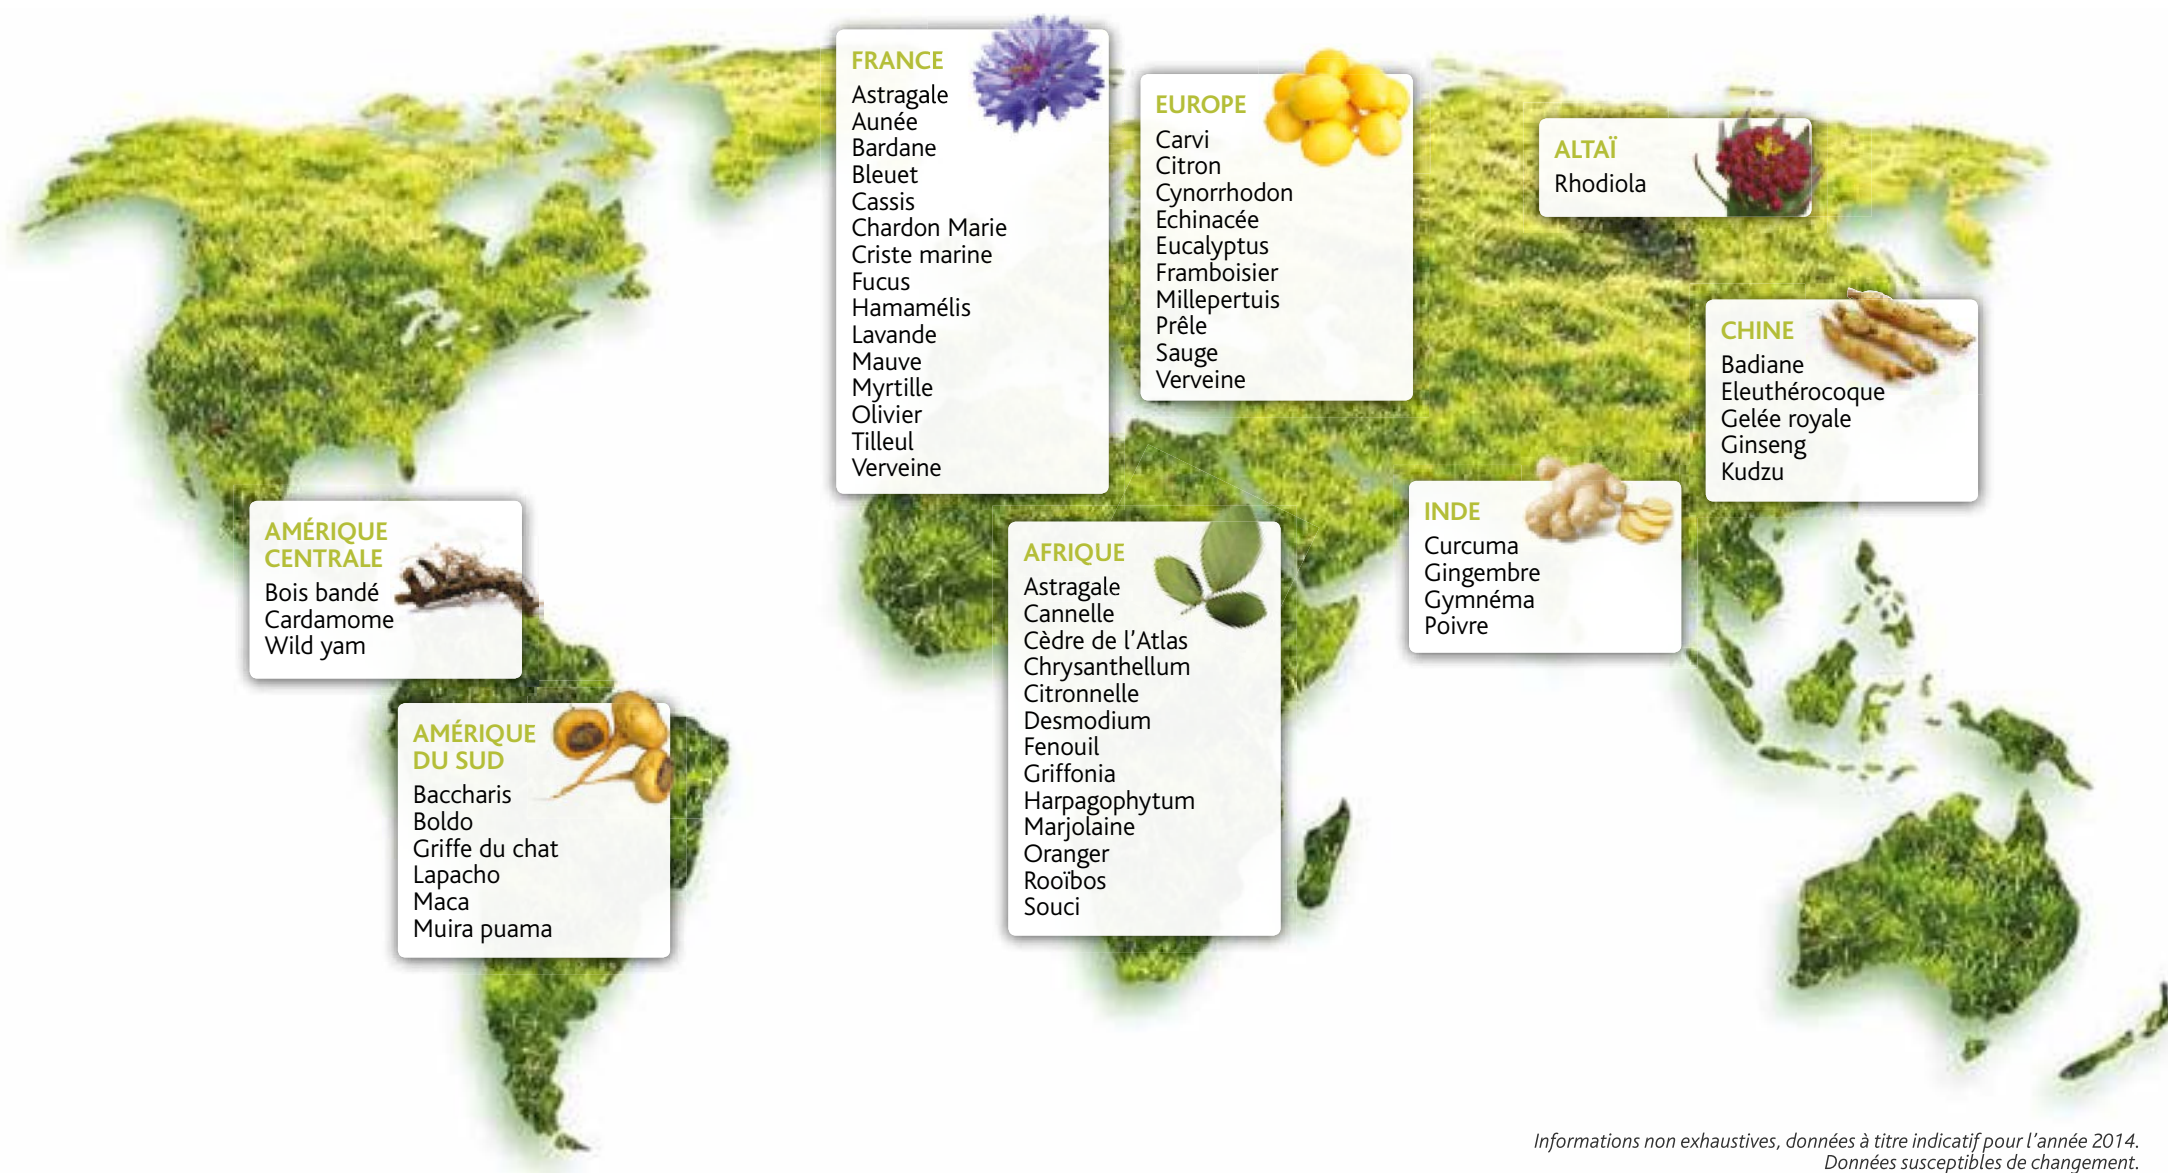 FRANCE
Astragale
Aunée
Bardane
Bleuet
Cassis
Chardon Marie
Criste marine
Fucus
Hamamélis
Lavande
Mauve
Myrtille
Olivier
Tilleul
Verveine
EUROPE
Carvi
Citron
Cynorrhodon
Echinacée
Eucalyptus
Framboisier
Millepertuis
Prêle
Sauge
Verveine
ALTAÏ
Rhodiola
CHINE
Badiane
Eleuthérocoque
Gelée royale
Ginseng
Kudzu
INDE
Curcuma
Gingembre
Gymnéma
Poivre
AMÉRIQUE
CENTRALE
Bois bandé
Cardamome
Wild yam
AFRIQUE
Astragale
Cannelle
Cèdre de l'Atlas
Chrysanthellum
Citronnelle
Desmodium
Fenouil
Griffonia
Harpagophytum
Marjolaine
Oranger
Rooïbos
Souci
AMÉRIQUE
DU SUD
Baccharis
Boldo
Griffe du chat
Lapacho
Maca
Muira puama
Informations non exhaustives, données à titre indicatif pour l'année 2014.
Données susceptibles de changement.